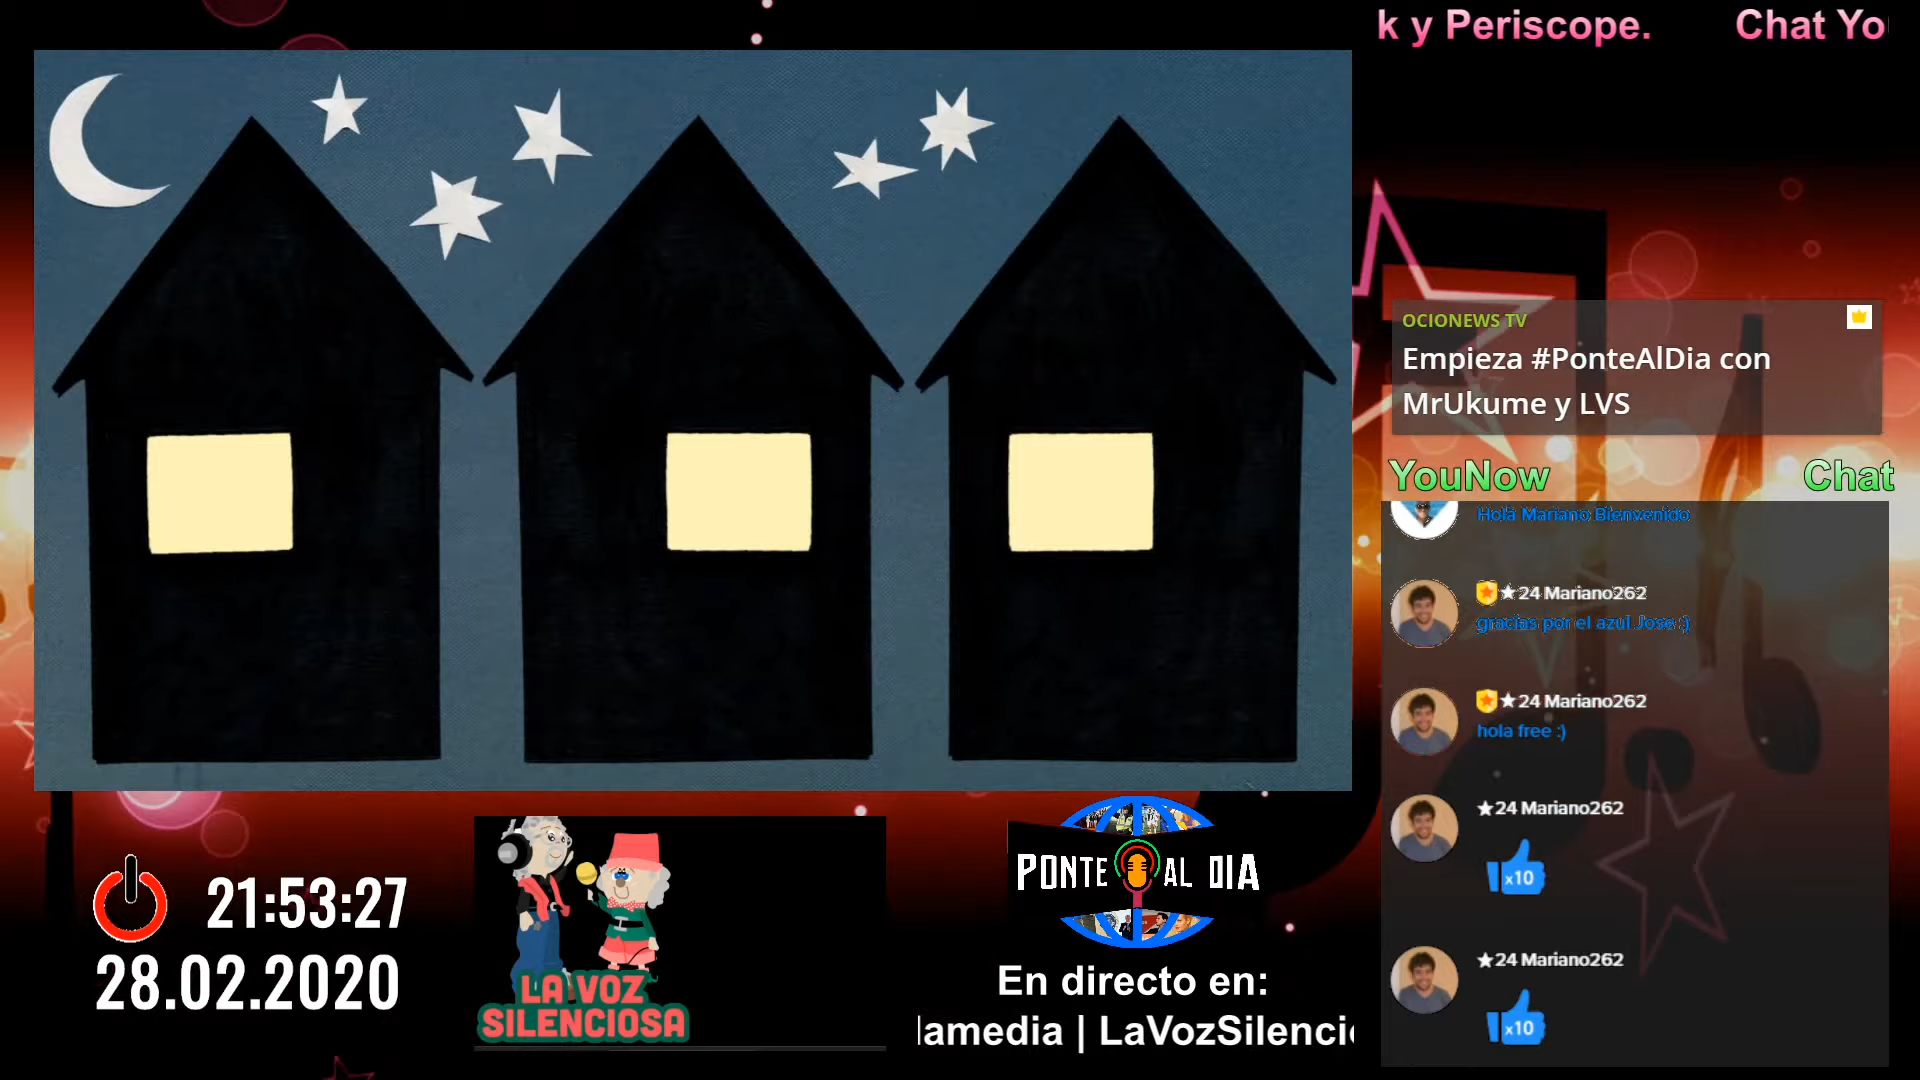 k y Periscope. Chat Yo
OCIONEWS TV
Empieza #PonteAlDia con
MrUkume y LVS
YouNow Chat
Hola Mariano Bienvenido
24 Mariano262
gracias por el azul Jose :)
24 Mariano262
hola free :)
24 Mariano262
x10
24 Mariano262
x10
21:53:27
28.02.2020
LA VOZ
SILENCIOSA
PONTE AL DIA
En directo en:
lamedia | LaVozSilenci